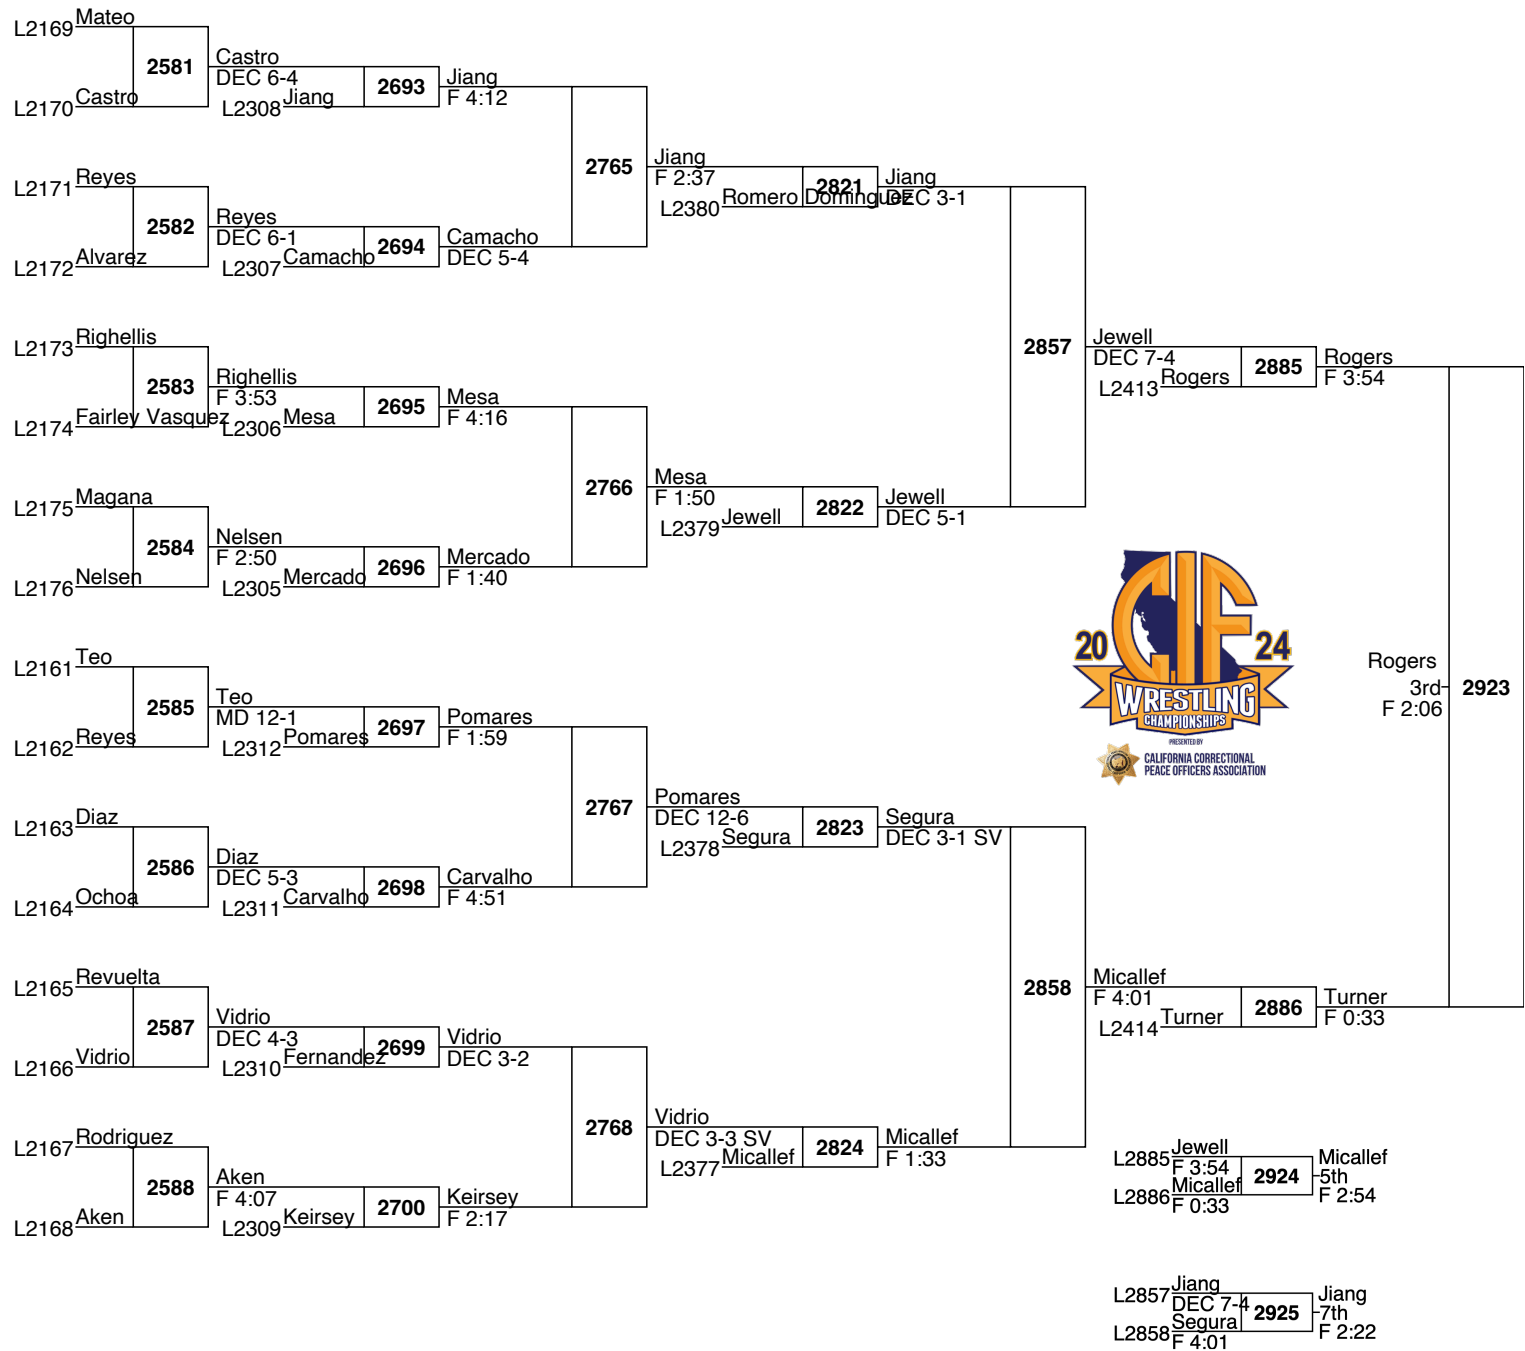 Mateo
L2169
2581
Castro
DEC 6-4
L2170
Castro
L2308
Jiang
2693
Jiang
F 4:12
Reyes
L2171
2582
Reyes
DEC 6-1
Alvarez
L2172
L2307
Camacho
2694
Camacho
DEC 5-4
2765
Jiang
F 2:37
L2380
Romero Dominguez
2821
Jiang
DEC 3-1
Righellis
L2173
2583
Righellis
F 3:53
Fairley Vasquez
L2174
L2306
Mesa
2695
Mesa
F 4:16
Magana
L2175
2584
Nelsen
F 2:50
Nelsen
L2176
L2305
Mercado
2696
Mercado
F 1:40
2766
Mesa
F 1:50
L2379
Jewell
2822
Jewell
DEC 5-1
2857
Jewell
DEC 7-4
L2413
Rogers
2885
Rogers
F 3:54
20
CIF
24
WRESTLING
CHAMPIONSHIPS
PRESENTED BY
CALIFORNIA CORRECTIONAL
PEACE OFFICERS ASSOCIATION
Rogers
3rd
F 2:06
2923
Teo
L2161
2585
Teo
MD 12-1
Reyes
L2162
L2312
Pomares
2697
Pomares
F 1:59
Diaz
L2163
2586
Diaz
DEC 5-3
Ochoa
L2164
L2311
Carvalho
2698
Carvalho
F 4:51
2767
Pomares
DEC 12-6
L2378
Segura
2823
Segura
DEC 3-1 SV
Revuelta
L2165
2587
Vidrio
DEC 4-3
Vidrio
L2166
L2310
Fernandez
2699
Vidrio
DEC 3-2
Rodriguez
L2167
2588
Aken
F 4:07
Aken
L2168
L2309
Keirsey
2700
Keirsey
F 2:17
2768
Vidrio
DEC 3-3 SV
L2377
Micallef
2824
Micallef
F 1:33
2858
Micallef
F 4:01
L2414
Turner
2886
Turner
F 0:33
L2885
Jewell
F 3:54
L2886
Micallef
F 0:33
2924
Micallef
5th
F 2:54
L2857
Jiang
DEC 7-4
L2858
Segura
F 4:01
2925
Jiang
7th
F 2:22